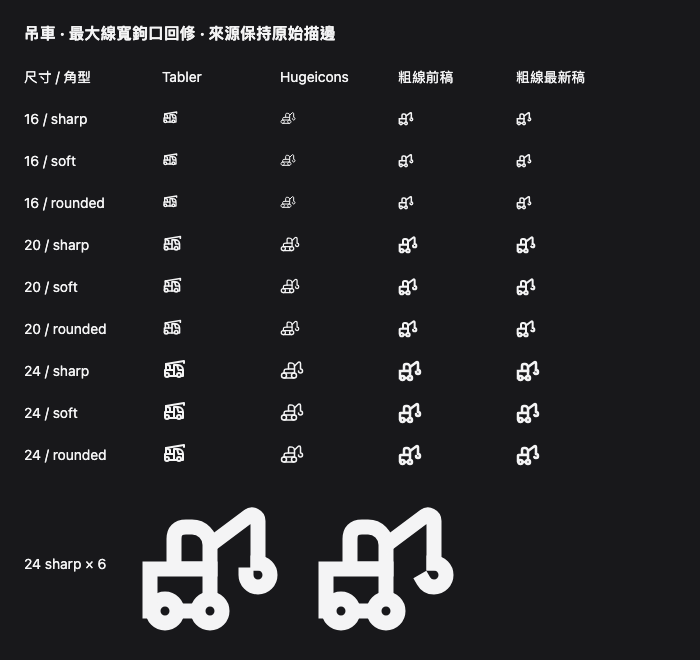 吊車 · 最大線寬鉤口回修 · 來源保持原始描邊
尺寸 / 角型 Tabler Hugeicons 粗線前稿 粗線最新稿
16 / sharp
16 / soft
16 / rounded
20 / sharp
20 / soft
20 / rounded
24 / sharp
24 / soft
24 / rounded
24 sharp × 6